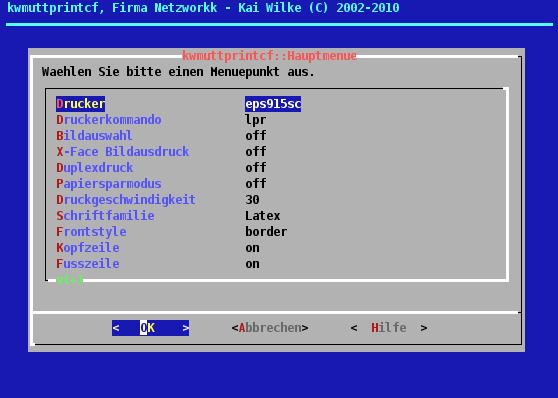 kwmuttprintcf, Firma Netzworkk - Kai Wilke (C) 2002-2010
kwmuttprintcf::Hauptmenue
Waehlen Sie bitte einen Menuepunkt aus.
Drucker eps915sc
Druckerkommando lpr
Bildauswahl off
X-Face Bildausdruck off
Duplexdruck off
Papiersparmodus off
Druckgeschwindigkeit 30
Schriftfamilie Latex
Frontstyle border
Kopfzeile on
Fusszeile on
< OK > <Abbrechen> < Hilfe >